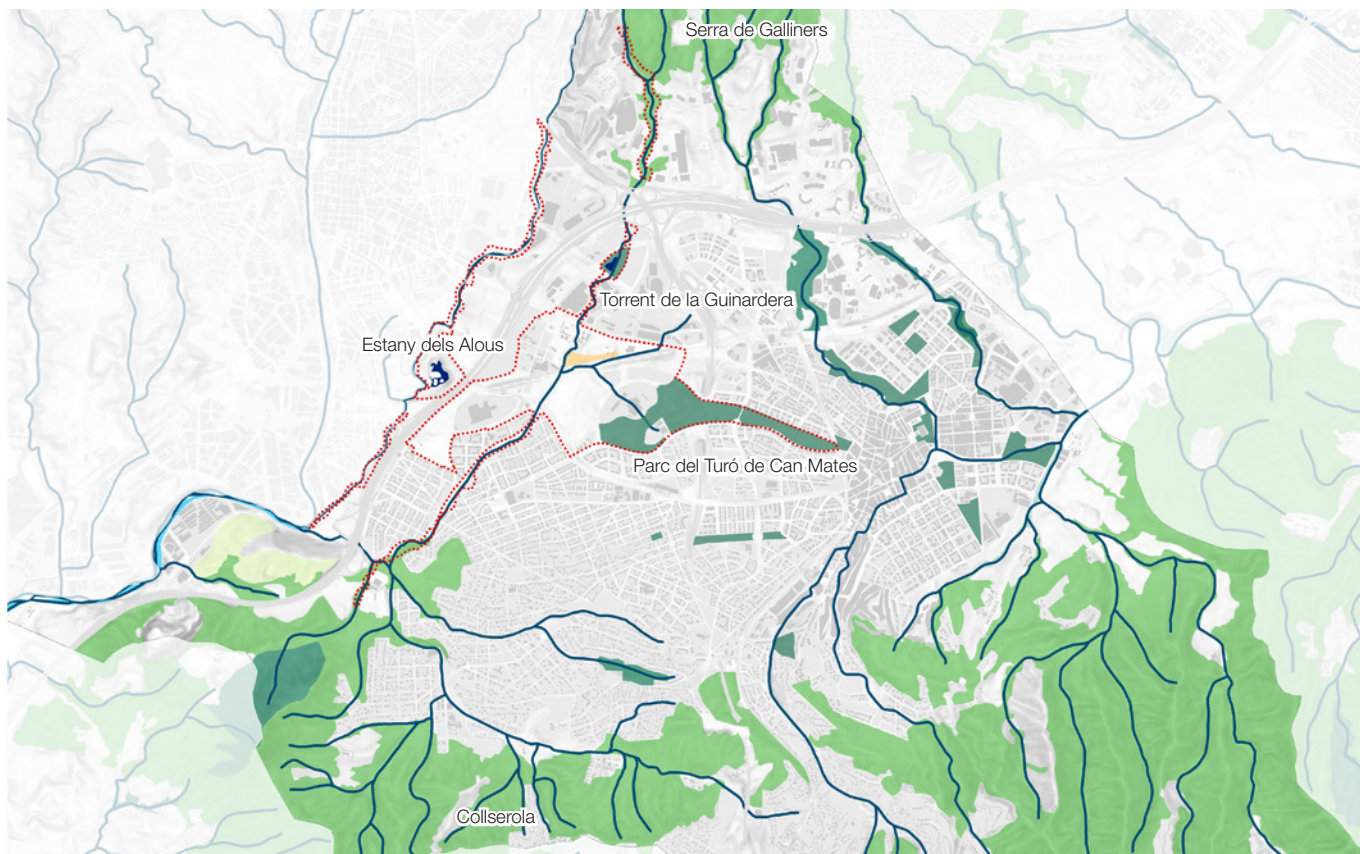 Serra de Galliners
Torrent de la Guinardera
Estany dels Alous
Parc del Turó de Can Mates
Collserola